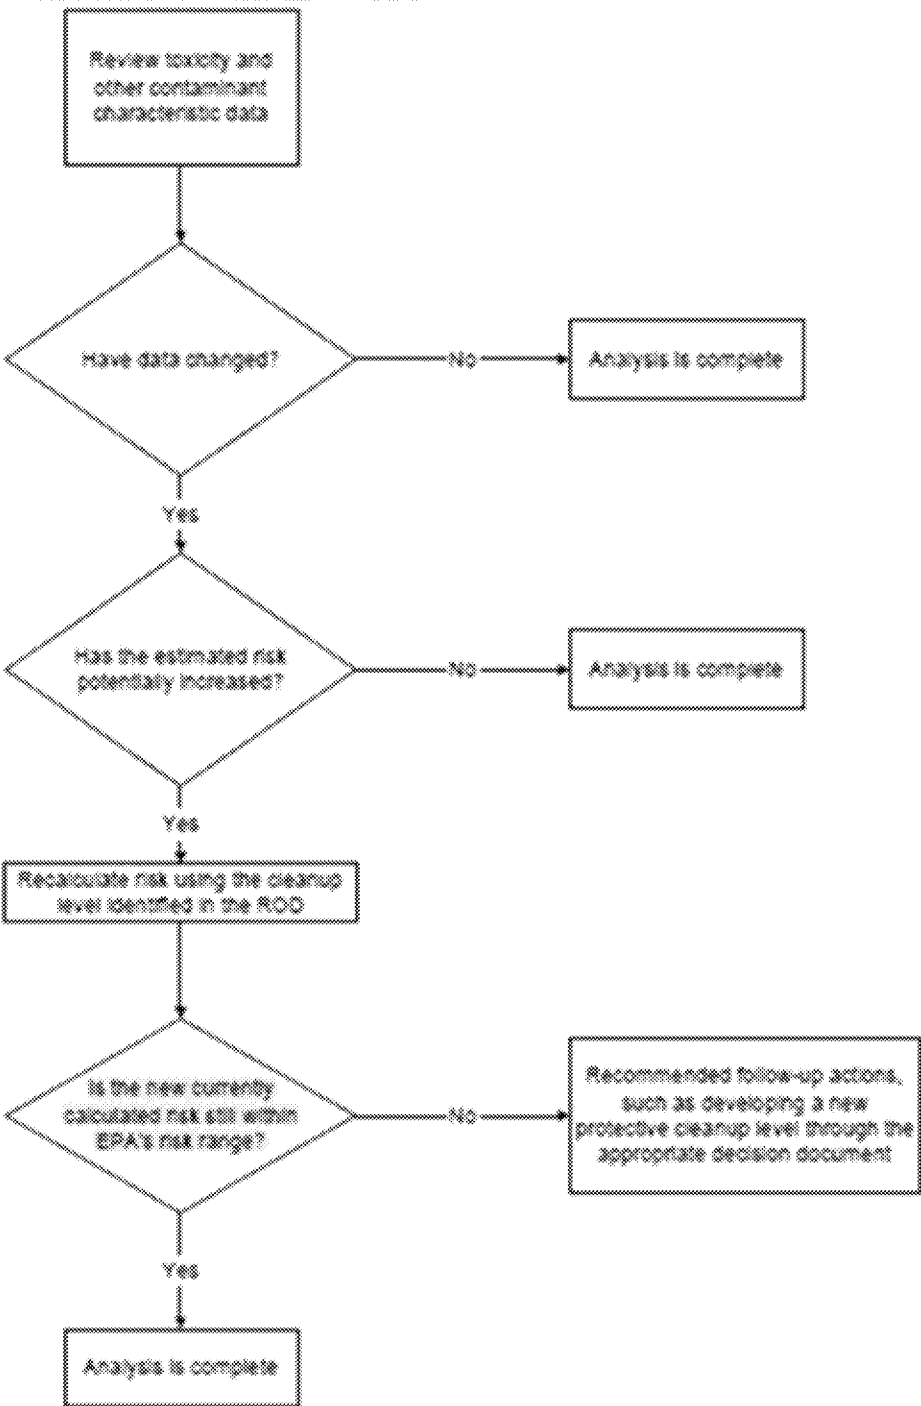 Review toxicity and
other contaminant
characteristic data
Have data changed?
No
Analysis is complete
Yes
Has the estimated risk
potentially increased?
No
Analysis is complete
Yes
Recalculate risk using the cleanup
level identified in the ROD
Is the new currently
calculated risk still within
EPA's risk range?
No
Recommended follow-up actions,
such as developing a new
protective cleanup level through the
appropriate decision document
Yes
Analysis is complete